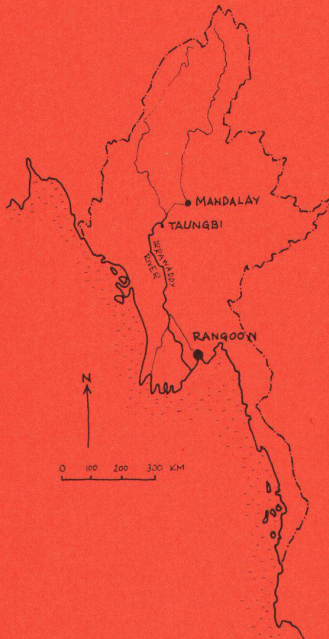 MANDALAY
TAUNGBI
IRRAWADDY
RIVER
RANGOON
N
0 100 200 300 KM